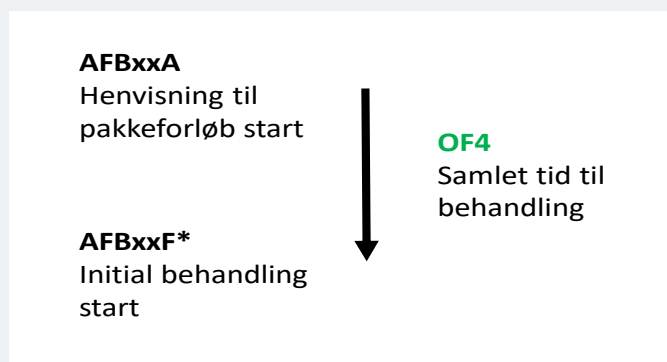 AFBxxA
Henvisning til
pakkeforløb start
OF4
Samlet tid til
behandling
AFBxxF*
Initial behandling
start